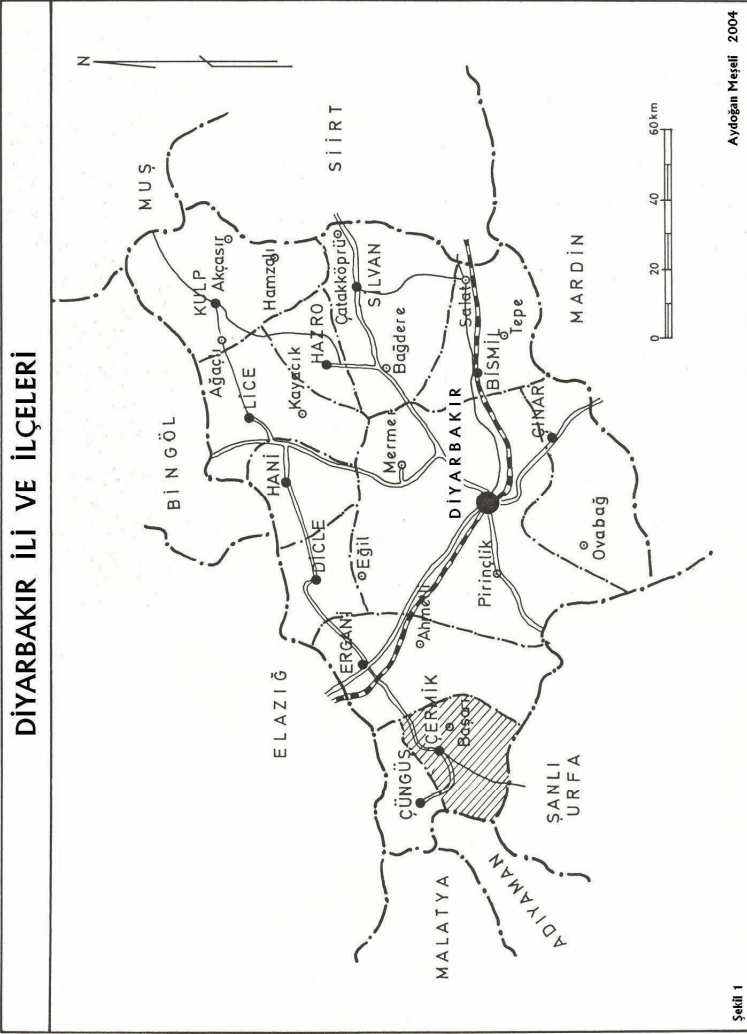 DİYARBAKIR İLİ VE İLÇELERİ
N
MUŞ
BİNGÖL
SİİRT
ELAZIĞ
KULP
Akçasır
Hamzalı
Ağaçlı
LİCE
Kayacık
HAZRO
Çatakköprü
SİLVAN
HANİ
DİCLE
Eğil
Mermer
Bağdere
Salat
BİSMİL
Tepe
DİYARBAKIR
ERGANİ
Ahmetli
Pirinçlik
ÇINAR
Ovabağ
MARDİN
ÇÜNGÜŞ
ÇERMİK
Başarı
MALATYA
ADIYAMAN
ŞANLI
URFA
0 20 40 60km
Şekil 1
Aydoğan Meşeli 2004